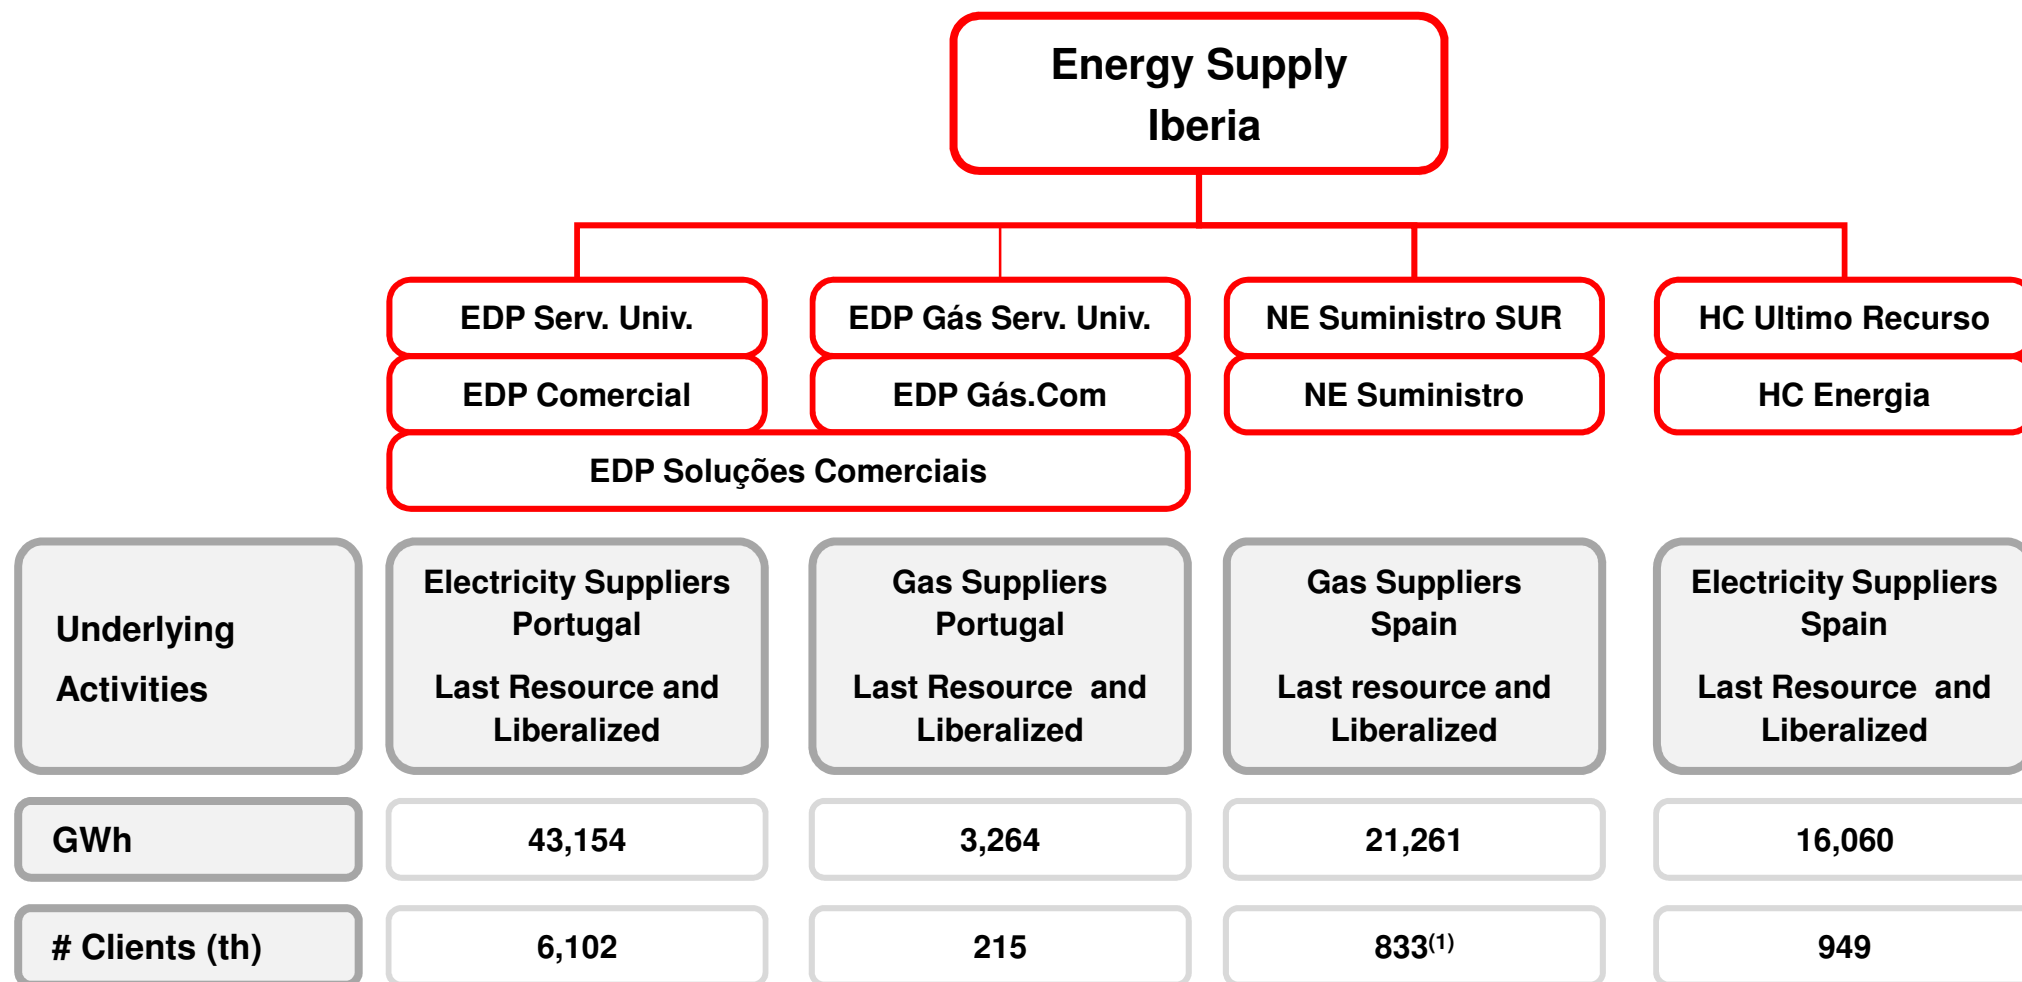 Energy Supply
Iberia
EDP Serv. Univ.
EDP Gás Serv. Univ.
NE Suministro SUR
HC Ultimo Recurso
EDP Comercial
EDP Gás.Com
NE Suministro
HC Energia
EDP Soluções Comerciais
Underlying
Activities
Electricity Suppliers
Portugal
Last Resource and
Liberalized
Gas Suppliers
Portugal
Last Resource and
Liberalized
Gas Suppliers
Spain
Last resource and
Liberalized
Electricity Suppliers
Spain
Last Resource and
Liberalized
GWh
43,154
3,264
21,261
16,060
# Clients (th)
6,102
215
833(1)
949